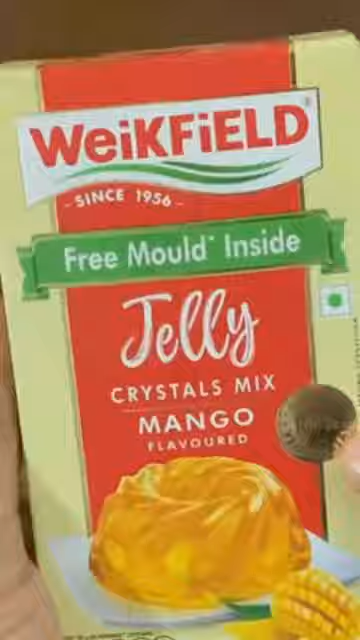 WeiKFiELD®
- SINCE 1956 -
Free Mould* Inside
Jelly
CRYSTALS MIX
MANGO
FLAVOURED